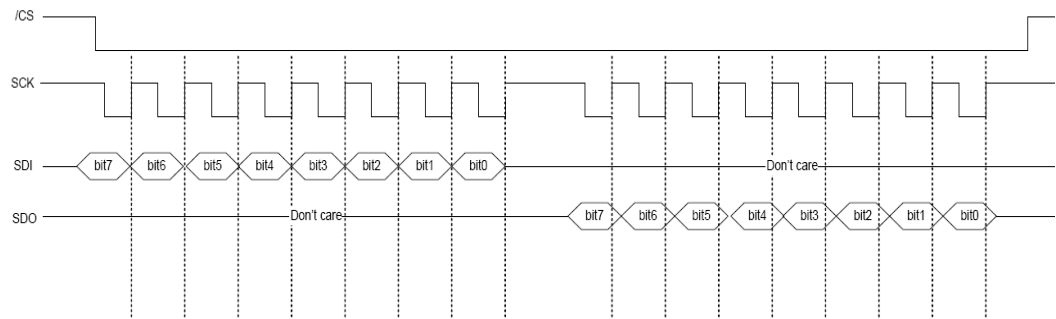 /CS
SCK
SDI bit7 bit6 bit5 bit4 bit3 bit2 bit1 bit0 Don't care
SDO Don't care bit7 bit6 bit5 bit4 bit3 bit2 bit1 bit0